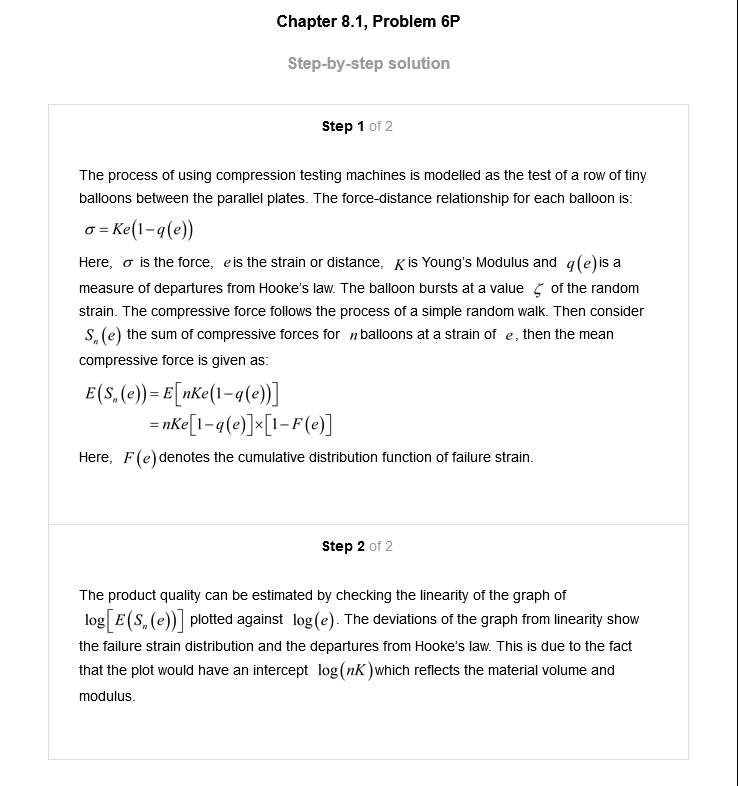 Chapter 8.1, Problem 6P
Step-by-step solution
Step 1 of 2
The process of using compression testing machines is modelled as the test of a row of tiny
balloons between the parallel plates. The force-distance relationship for each balloon is:
σ = Ke(1−q(e))
Here, σ is the force, e is the strain or distance, K is Young's Modulus and q(e) is a
measure of departures from Hooke's law. The balloon bursts at a value ζ of the random
strain. The compressive force follows the process of a simple random walk. Then consider
Sₙ(e) the sum of compressive forces for n balloons at a strain of e, then the mean
compressive force is given as:
E(Sₙ(e)) = E[nKe(1−q(e))]
= nKe[1−q(e)]×[1−F(e)]
Here, F(e) denotes the cumulative distribution function of failure strain.
Step 2 of 2
The product quality can be estimated by checking the linearity of the graph of
log[E(Sₙ(e))] plotted against log(e). The deviations of the graph from linearity show
the failure strain distribution and the departures from Hooke's law. This is due to the fact
that the plot would have an intercept log(nK) which reflects the material volume and
modulus.